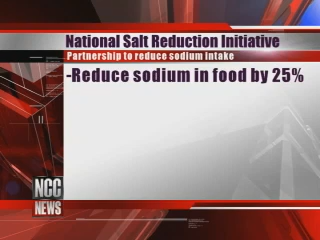 National Salt Reduction Initiative
Partnership to reduce sodium intake
-Reduce sodium in food by 25%
NCC
NEWS